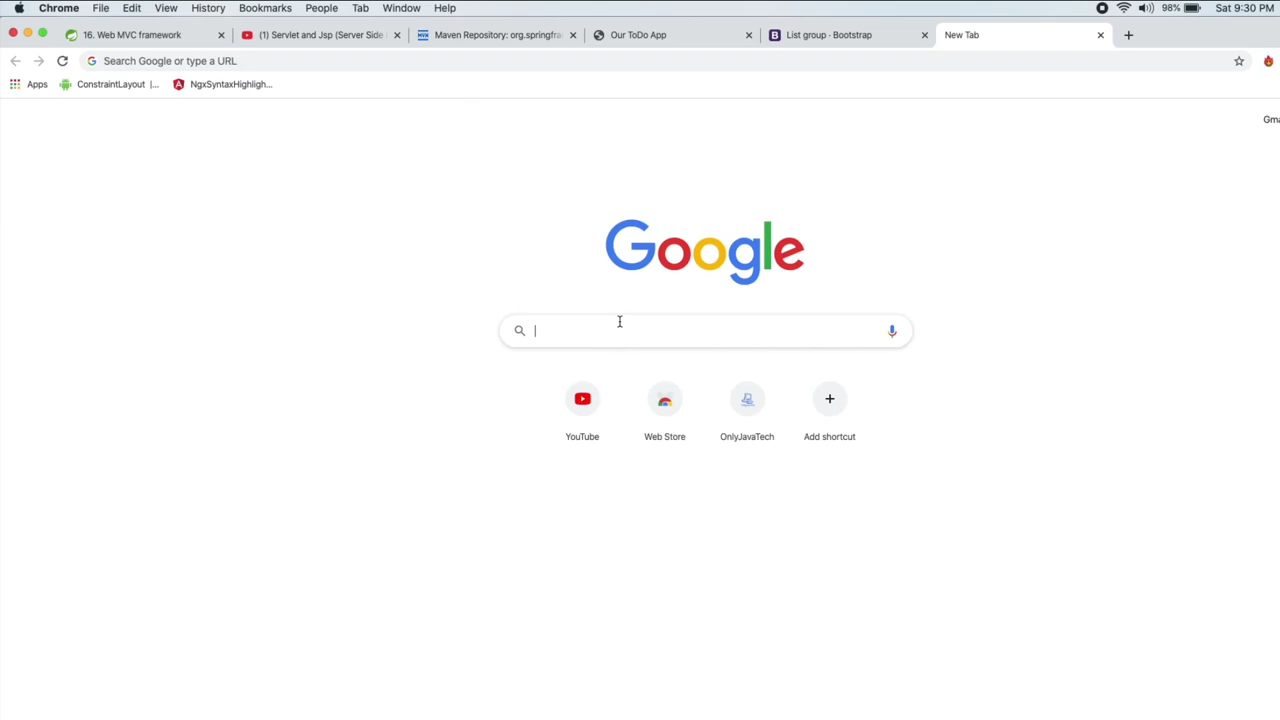 Chrome File Edit View History Bookmarks People Tab Window Help 98% Sat 9:30 PM
16. Web MVC framework (1) Servlet and Jsp (Server Side Maven Repository: org.springfra Our ToDo App List group · Bootstrap New Tab
Search Google or type a URL
Apps ConstraintLayout |... NgxSyntaxHighligh...
Gma
Google
YouTube Web Store OnlyJavaTech Add shortcut